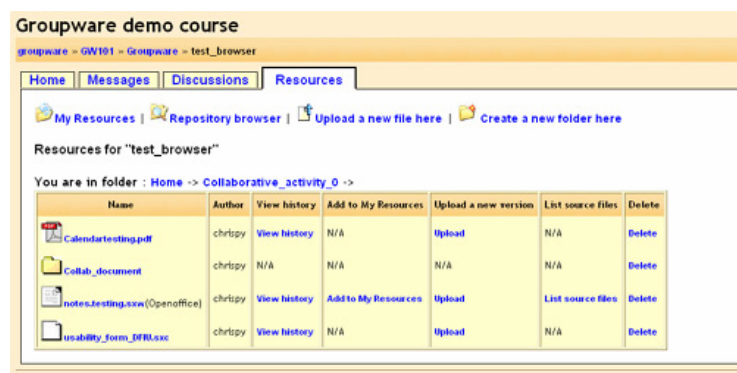 Groupware demo course
groupware » GW101 » Groupware » test_browser
Home Messages Discussions Resources
My Resources | Repository browser | Upload a new file here | Create a new folder here
Resources for "test_browser"
You are in folder : Home -> Collaborative_activity_0 ->
Name Author View history Add to My Resources Upload a new version List source files Delete
PDF Calendartesting.pdf chrispy View history N/A Upload N/A Delete
Collab_document chrispy N/A N/A N/A N/A Delete
notes.testing.sxw(Openoffice) chrispy View history Add to My Resources Upload List source files Delete
usability_form_DFRU.sxc chrispy View history N/A Upload N/A Delete